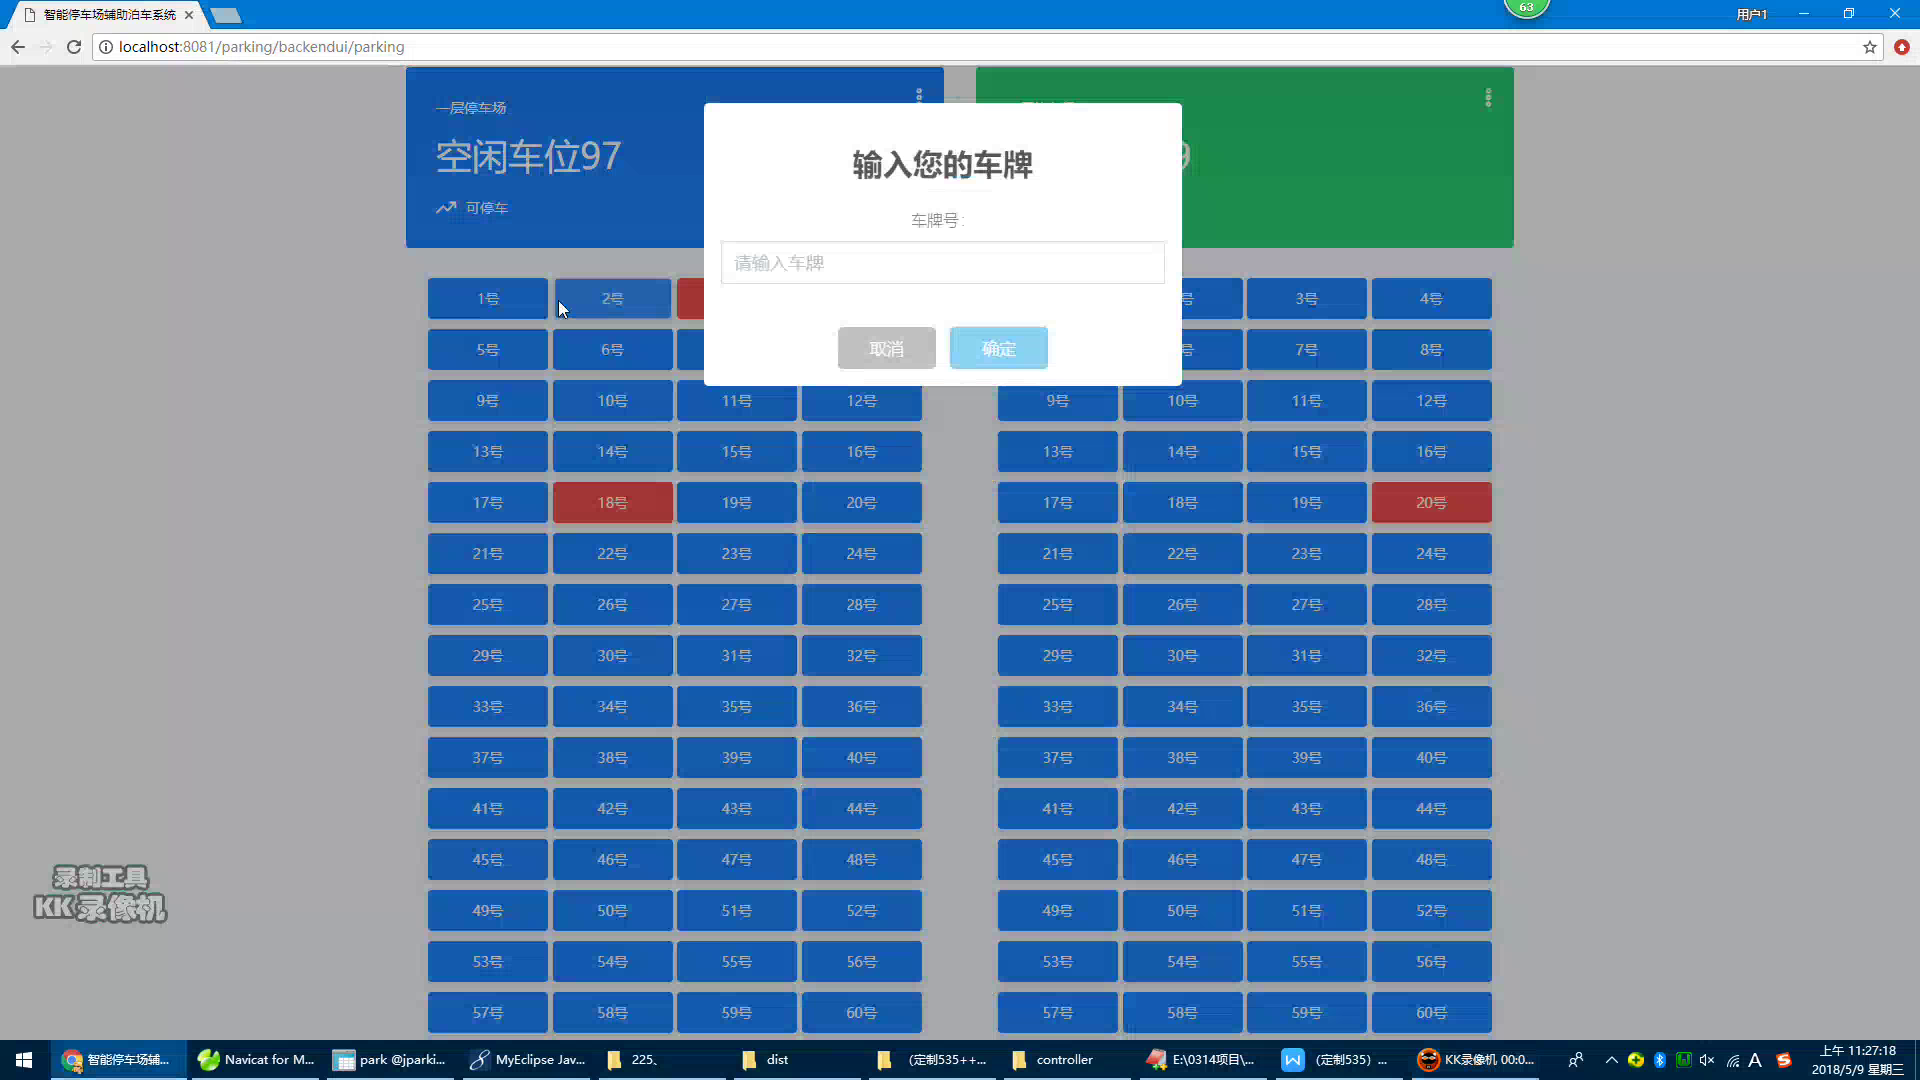 智能停车场辅助泊车系统
63
用户1
localhost:8081/parking/backendui/parking
一层停车场
空闲车位97
可停车
9
输入您的车牌
车牌号:
请输入车牌
取消
确定
1号 2号 号 3号 4号
5号 6号 号 7号 8号
9号 10号 11号 12号 9号 10号 11号 12号
13号 14号 15号 16号 13号 14号 15号 16号
17号 18号 19号 20号 17号 18号 19号 20号
21号 22号 23号 24号 21号 22号 23号 24号
25号 26号 27号 28号 25号 26号 27号 28号
29号 30号 31号 32号 29号 30号 31号 32号
33号 34号 35号 36号 33号 34号 35号 36号
37号 38号 39号 40号 37号 38号 39号 40号
41号 42号 43号 44号 41号 42号 43号 44号
45号 46号 47号 48号 45号 46号 47号 48号
49号 50号 51号 52号 49号 50号 51号 52号
53号 54号 55号 56号 53号 54号 55号 56号
57号 58号 59号 60号 57号 58号 59号 60号
录制工具
KK录像机
智能停车场辅... Navicat for M... park @jparki... MyEclipse Jav... 225、 dist （定制535++... controller E:\0314项目\... （定制535）... KK录像机 00:0... A
上午 11:27:18
2018/5/9 星期三